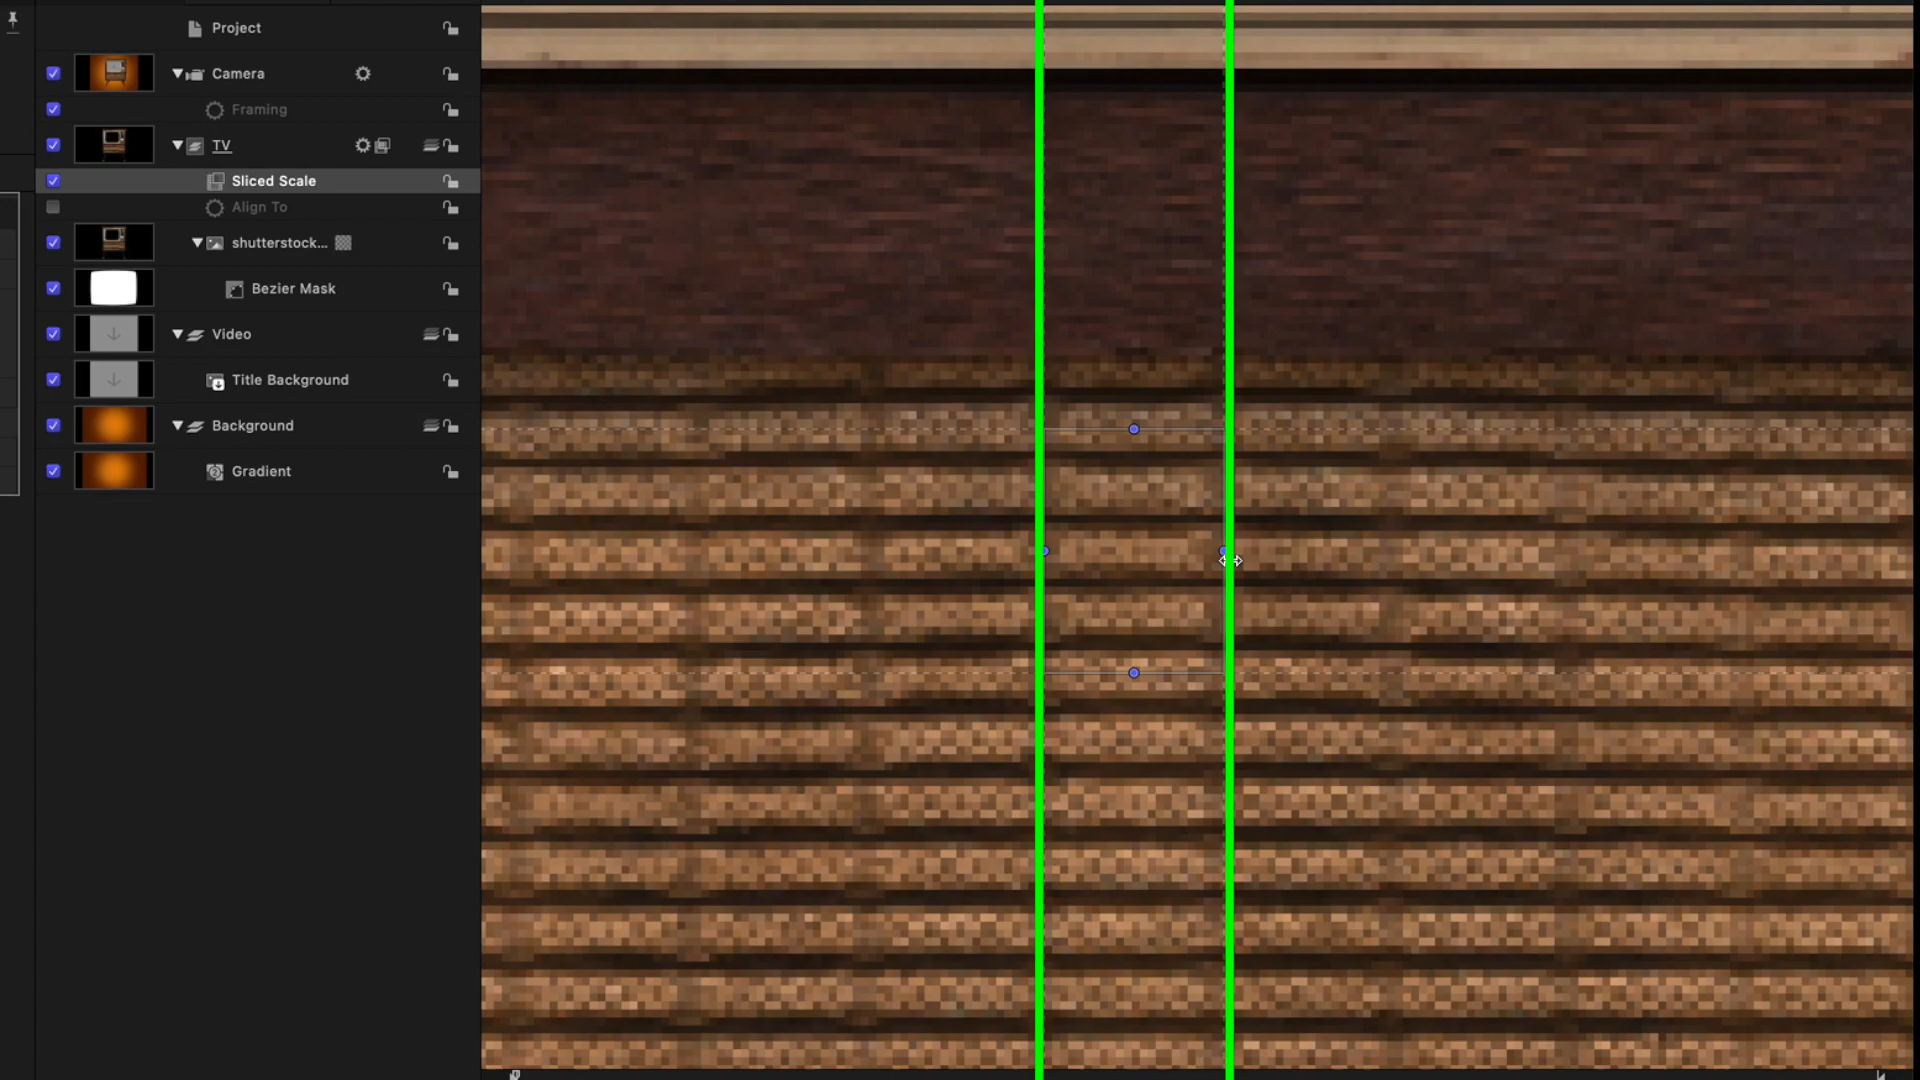 Project
Camera
Framing
TV
Sliced Scale
Align To
shutterstock...
Bezier Mask
Video
Title Background
Background
Gradient